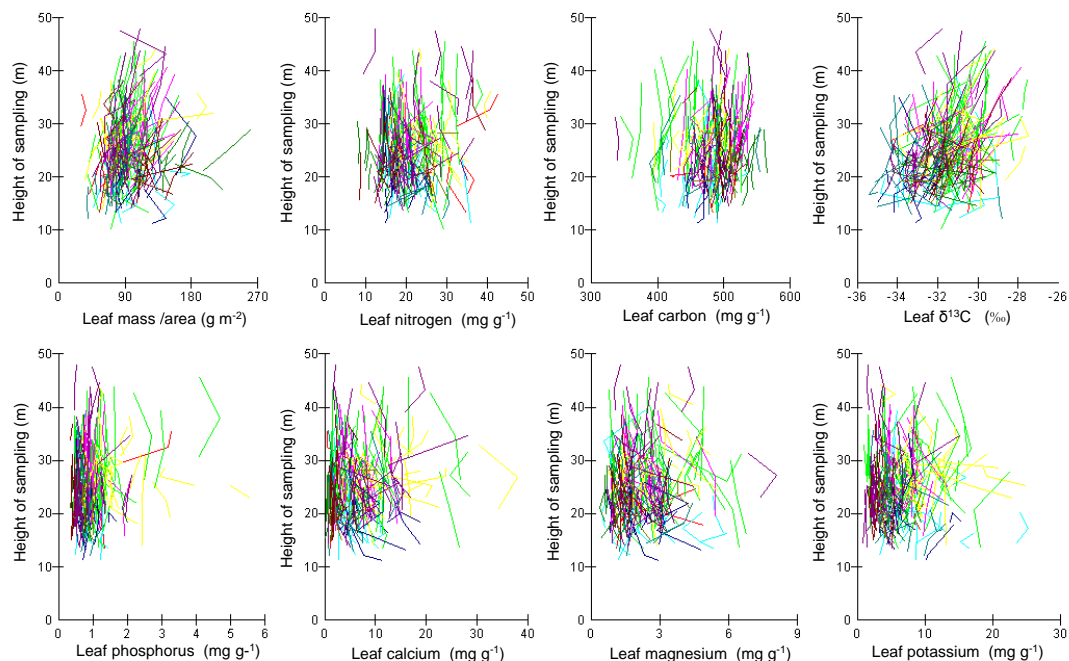 50
40
30
20
10
0
Height of sampling (m)
0 90 180 270
Leaf mass /area (g m-2)
50
40
30
20
10
0
Height of sampling (m)
0 10 20 30 40 50
Leaf nitrogen (mg g-1)
50
40
30
20
10
0
Height of sampling (m)
300 400 500 600
Leaf carbon (mg g-1)
50
40
30
20
10
0
Height of sampling (m)
-36 -34 -32 -30 -28 -26
Leaf δ13C (‰)
50
40
30
20
10
0
Height of sampling (m)
0 1 2 3 4 5 6
Leaf phosphorus (mg g-1)
50
40
30
20
10
0
Height of sampling (m)
0 10 20 30 40
Leaf calcium (mg g-1)
50
40
30
20
10
0
Height of sampling (m)
0 3 6 9
Leaf magnesium (mg g-1)
50
40
30
20
10
0
Height of sampling (m)
0 10 20 30
Leaf potassium (mg g-1)